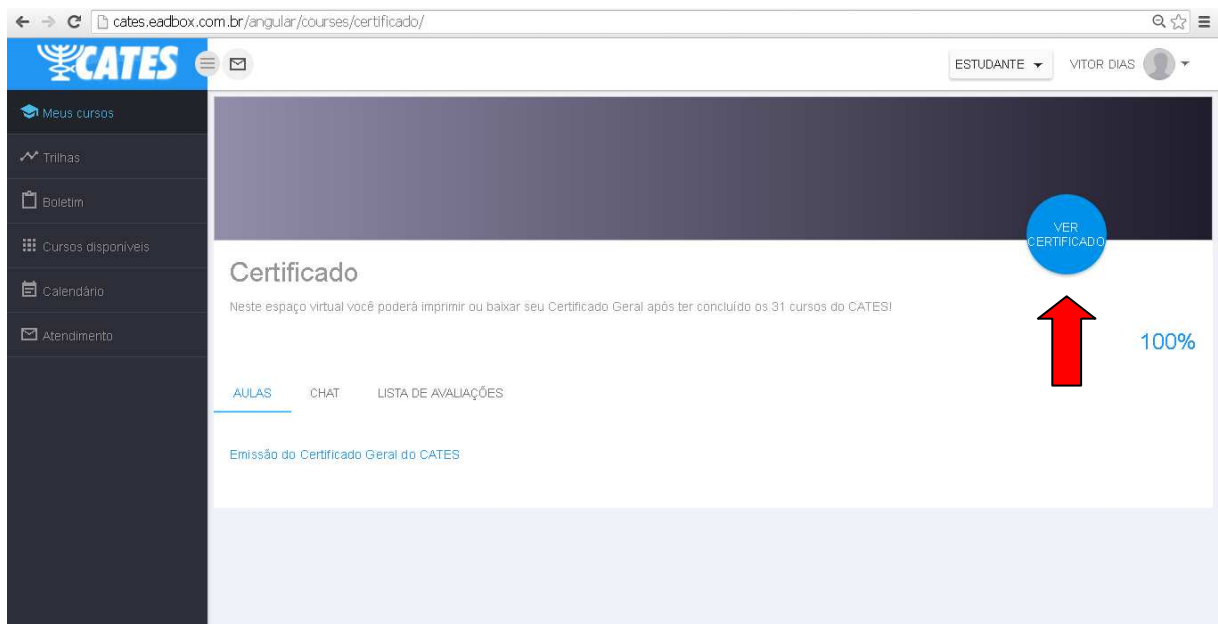 cates.eadbox.com.br/angular/courses/certificado/
CATES
ESTUDANTE
VITOR DIAS
Meus cursos
Trilhas
Boletim
Cursos disponíveis
Calendário
Atendimento
VER
CERTIFICADO
Certificado
Neste espaço virtual você poderá imprimir ou baixar seu Certificado Geral após ter concluído os 31 cursos do CATES!
100%
AULAS CHAT LISTA DE AVALIAÇÕES
Emissão do Certificado Geral do CATES